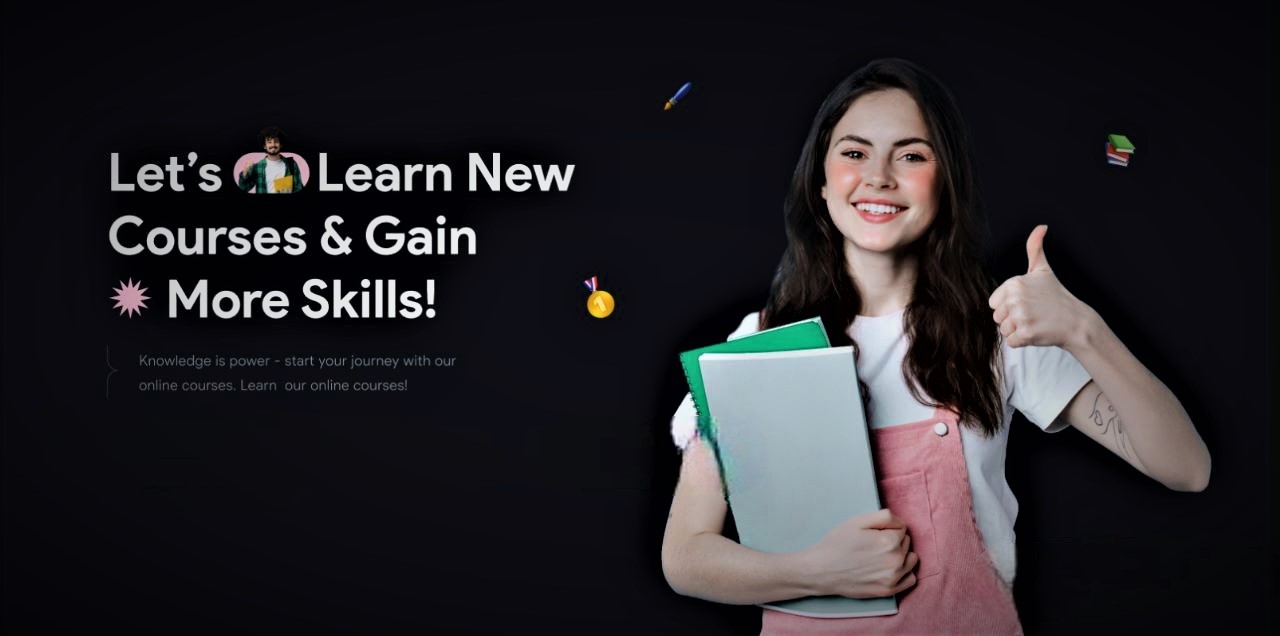 Let’s Learn New
Courses & Gain
More Skills!
Knowledge is power - start your journey with our
online courses. Learn  our online courses!
1